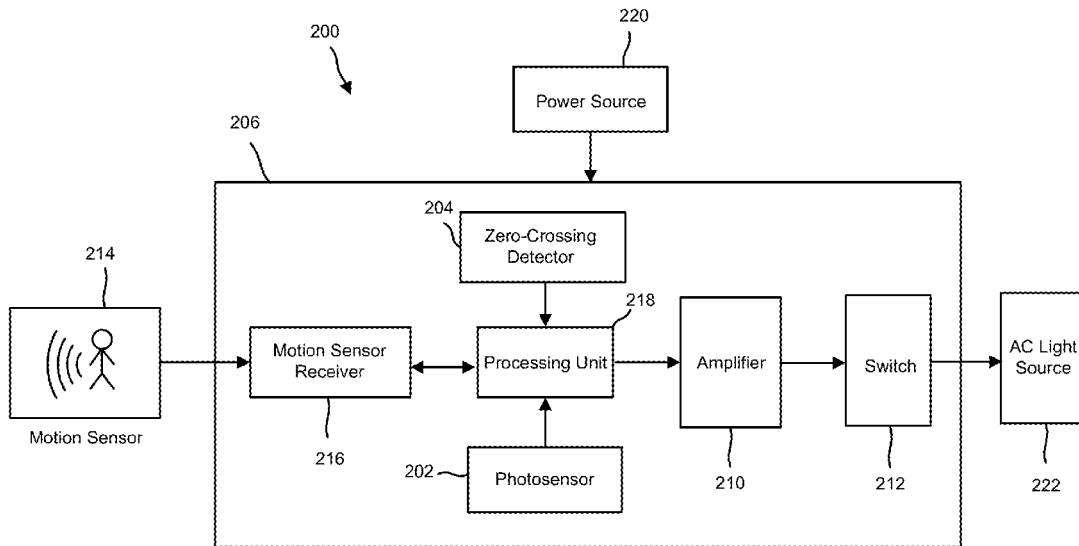 220
200
Power Source
206
204
Zero-Crossing
Detector
214
218
Motion Sensor
Receiver
Processing Unit
Amplifier
Switch
AC Light
Source
Motion Sensor
216
202
Photosensor
210
212
222